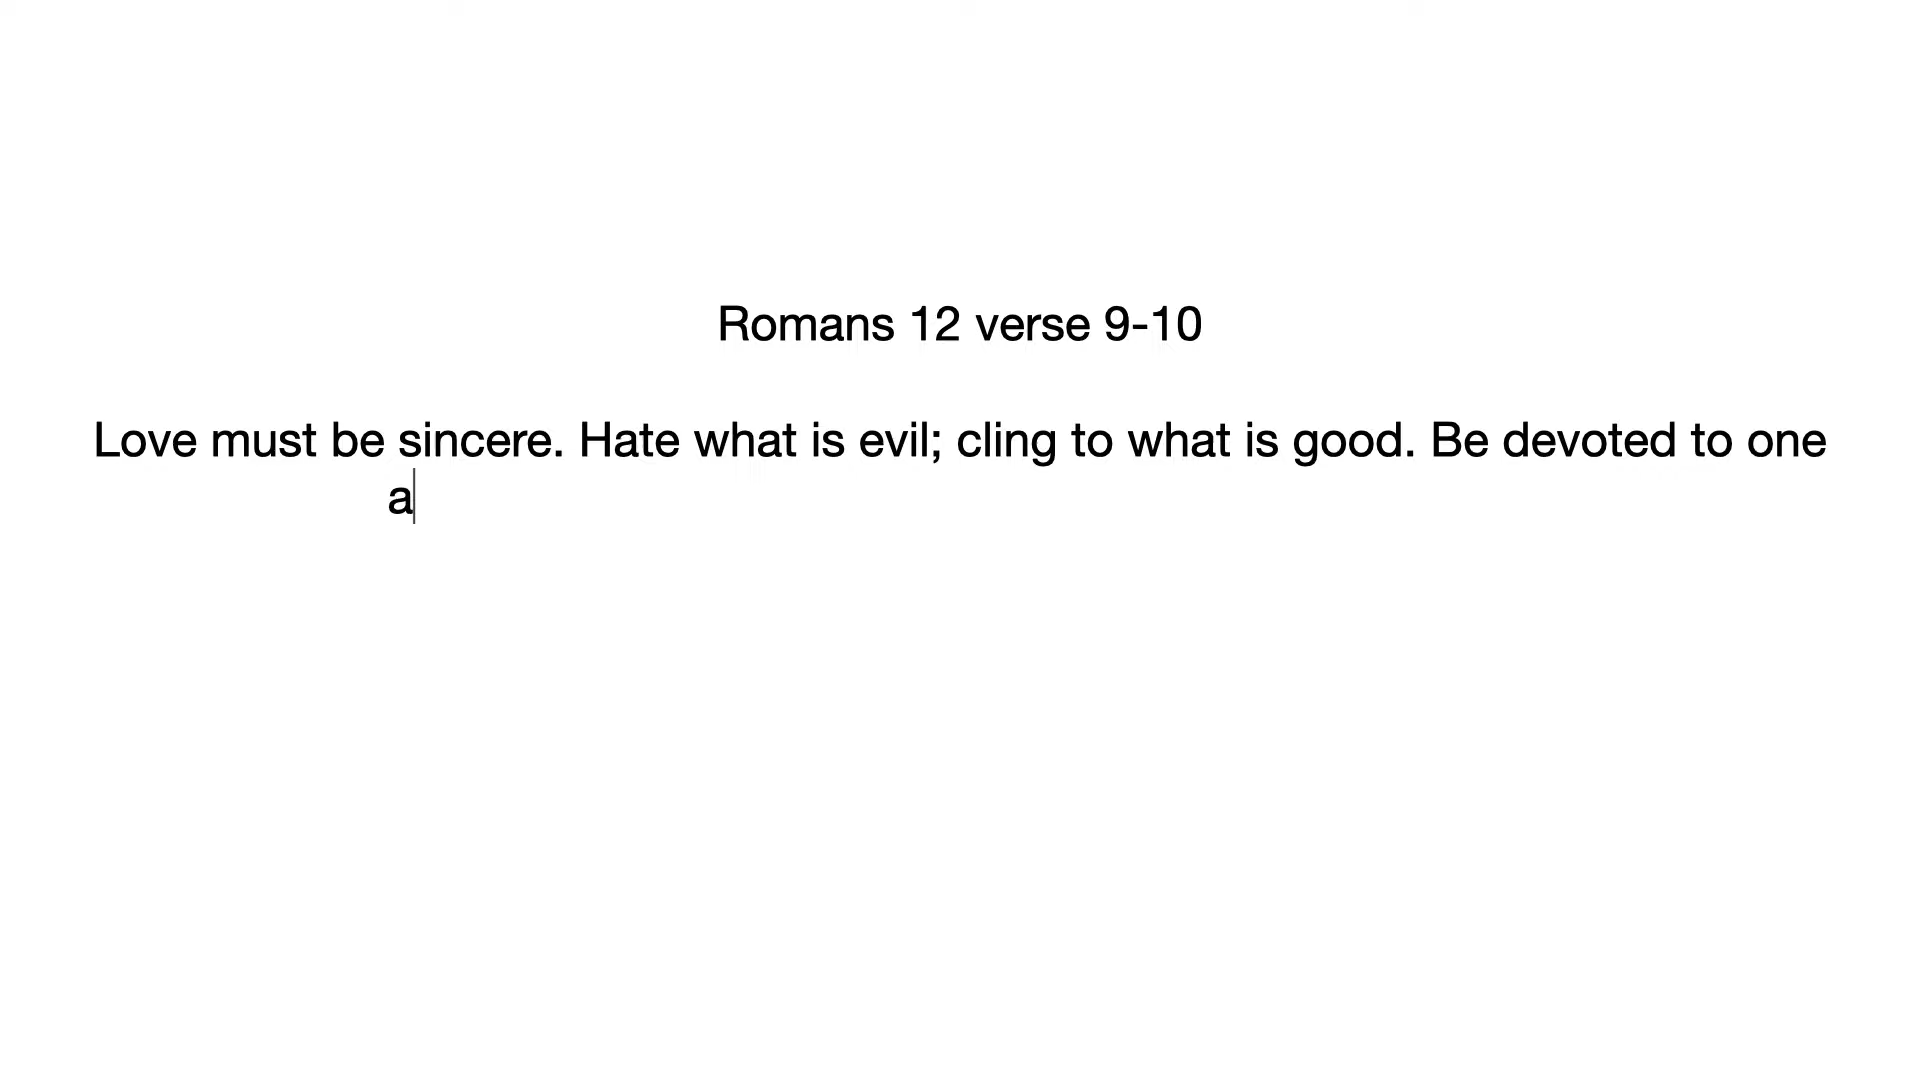 Romans 12 verse 9-10
Love must be sincere. Hate what is evil; cling to what is good. Be devoted to one
a